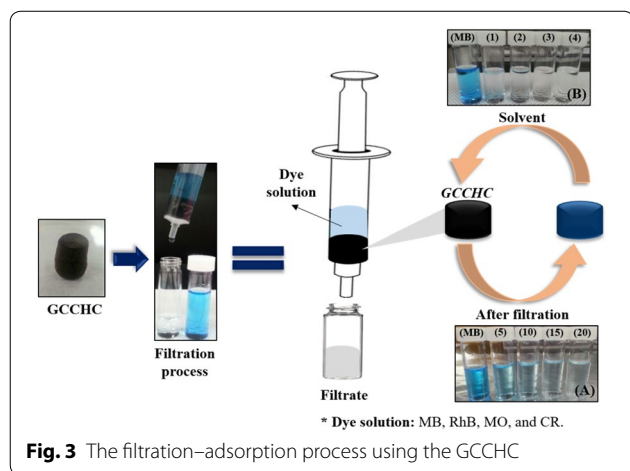 (MB) (1) (2) (3) (4)
(B)
Solvent
Dye
solution
GCCHC
GCCHC
Filtration
process
After filtration
(MB) (5) (10) (15) (20)
(A)
Filtrate
* Dye solution: MB, RhB, MO, and CR.
Fig. 3 The filtration–adsorption process using the GCCHC